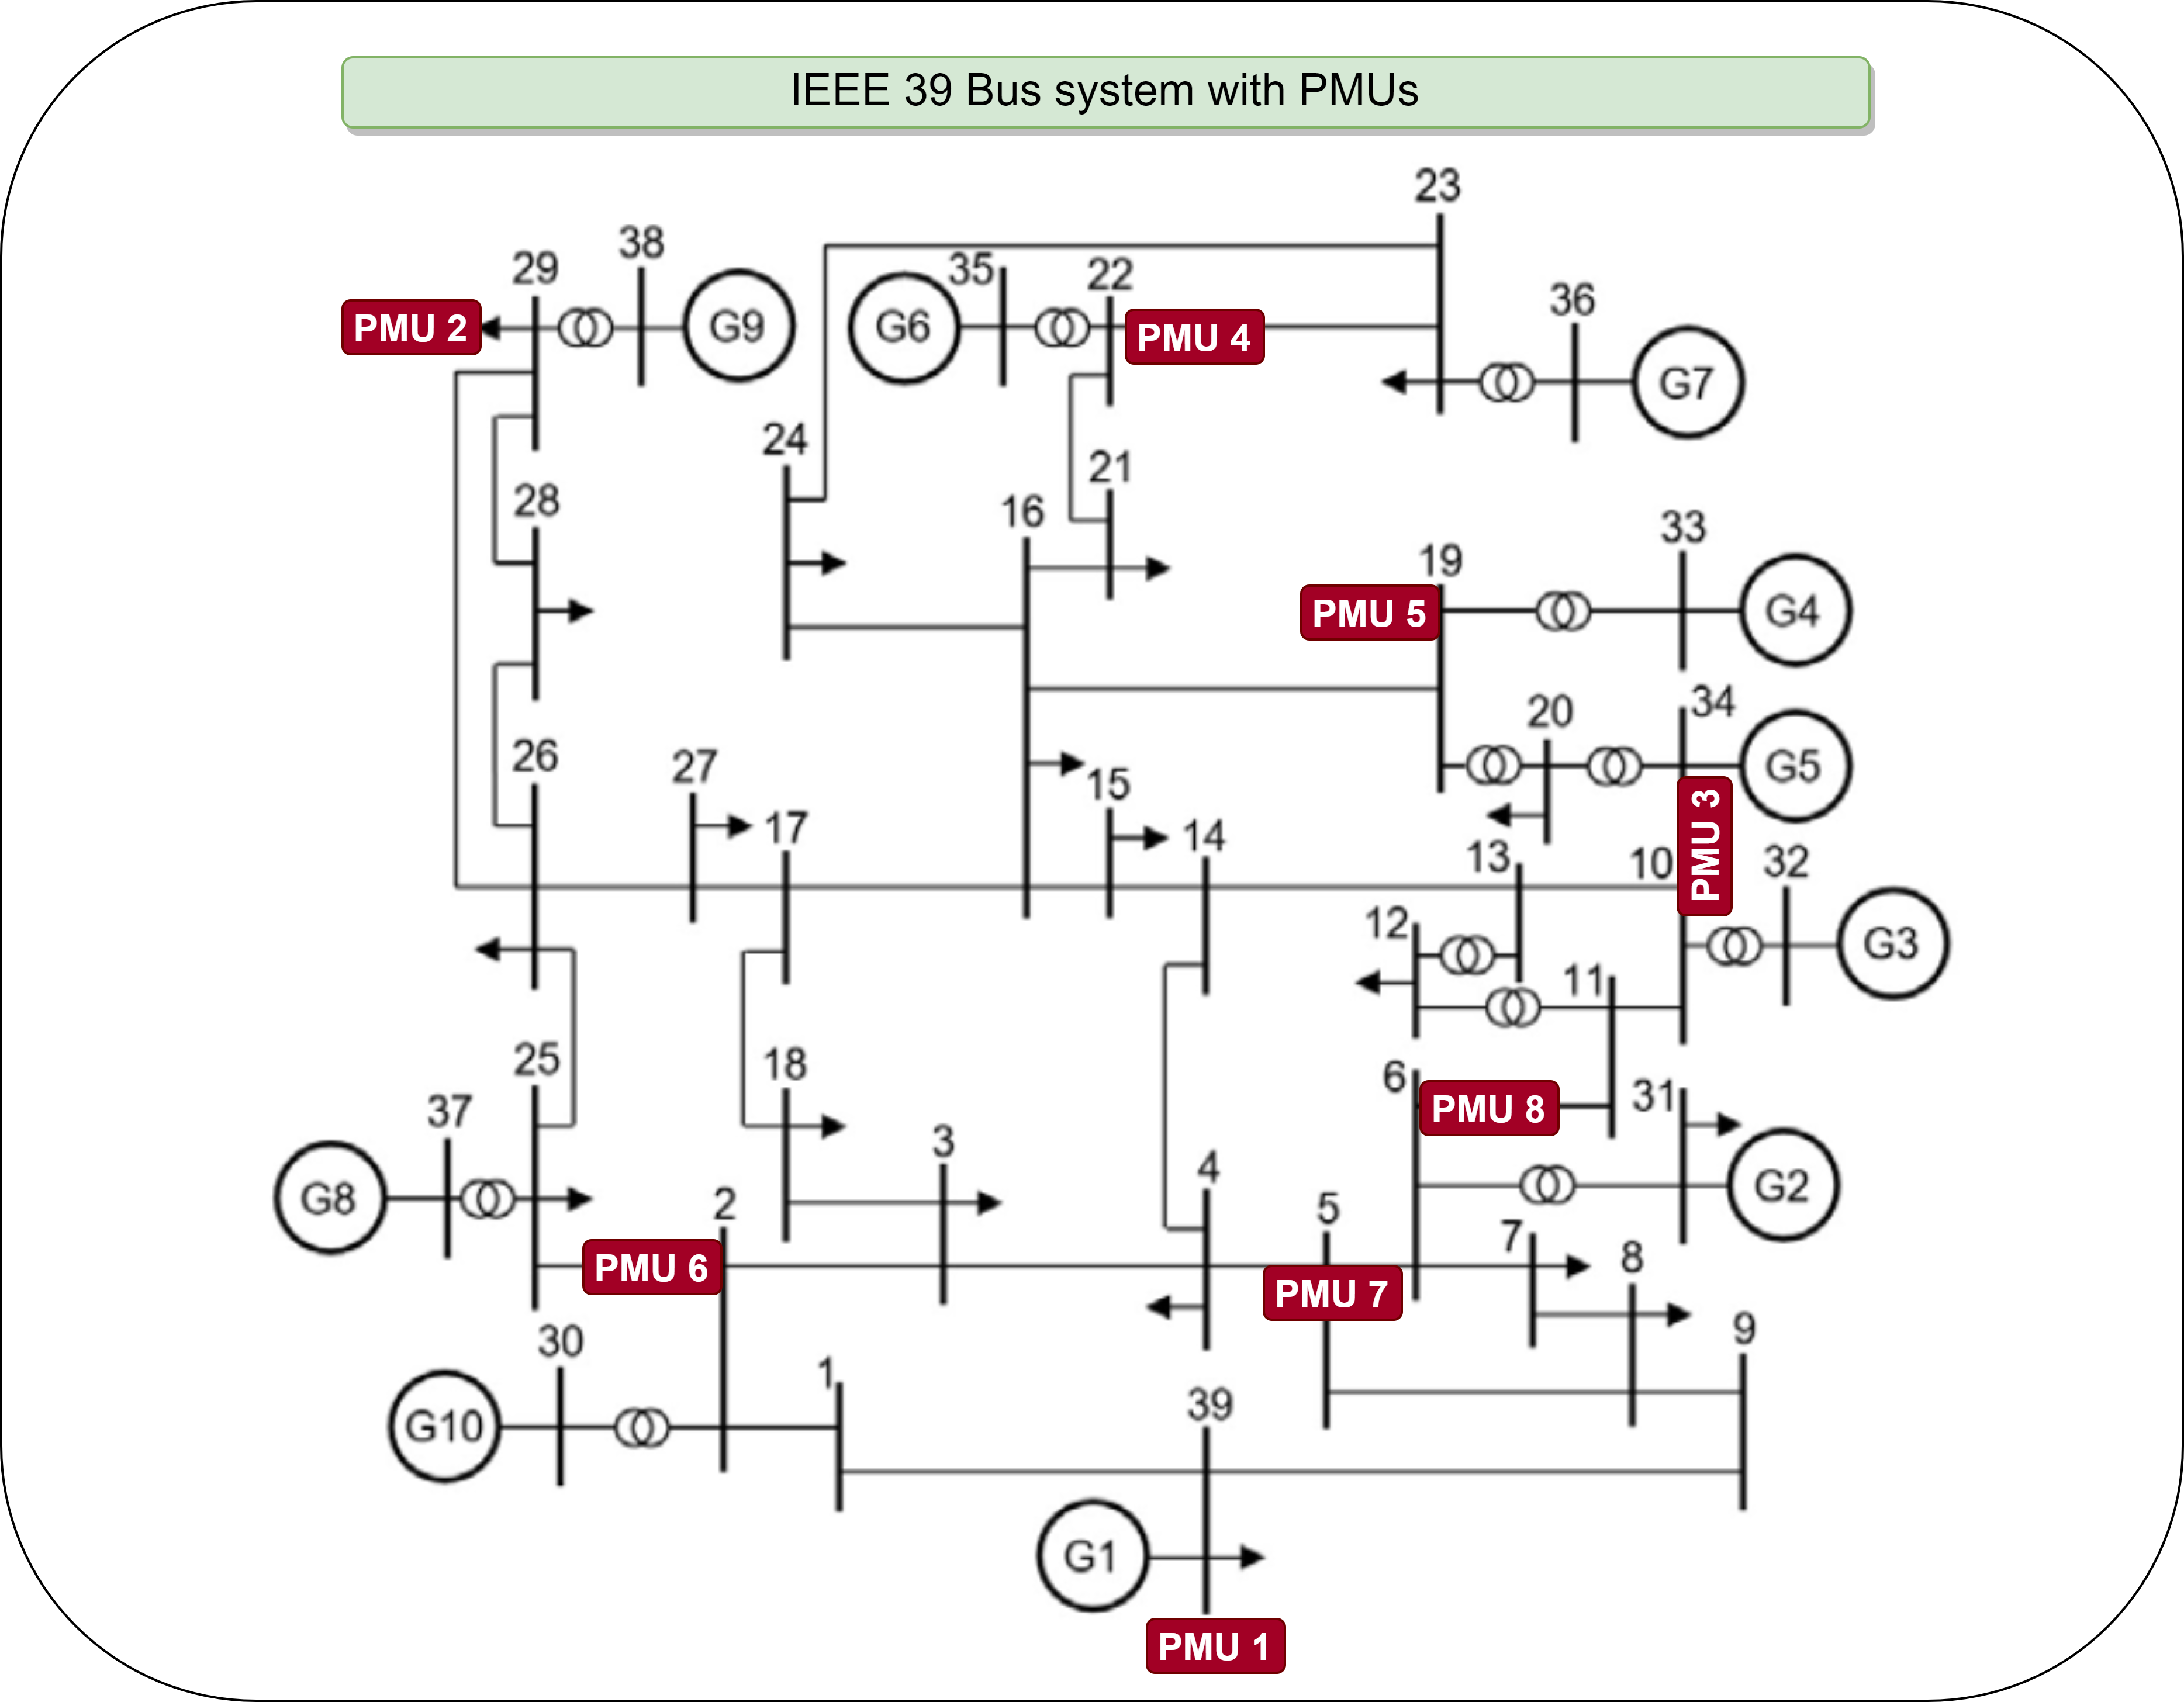 IEEE 39 Bus system with PMUs
23
38
29
35
22
36
PMU 2
G9
G6
PMU 4
G7
24
21
28
16
33
19
PMU 5
G4
34
20
26
27
G5
15
17
14
PMU 3
13
10
32
12
G3
11
25
18
6
31
37
PMU 8
3
4
G8
2
5
G2
7
8
PMU 6
PMU 7
9
30
1
39
G10
G1
PMU 1